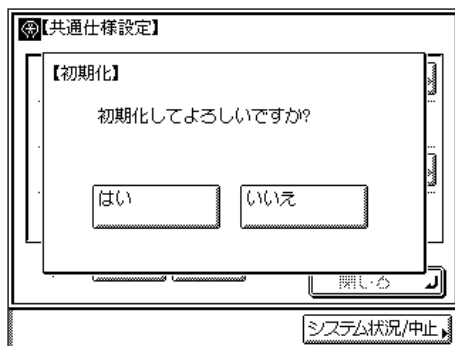 【共通仕様設定】
【初期化】
初期化してよろしいですか?
はい
いいえ
閉じる
システム状況/中止